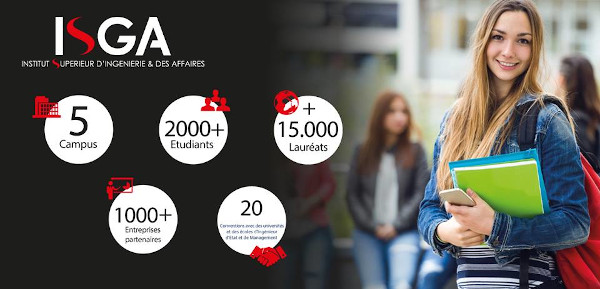 ISGA
INSTITUT SUPERIEUR D'INGENIERIE & DES AFFAIRES
5
Campus
2000+
Etudiants
+
15.000
Lauréats
1000+
Entreprises
partenaires
20
Conventions avec des universités
et des écoles d'Ingénieur
d'Etat et de Management